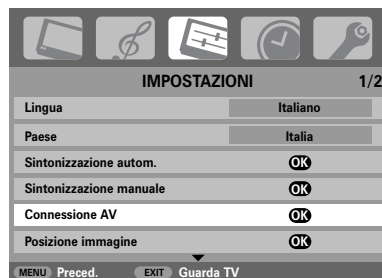 IMPOSTAZIONI 1/2
Lingua Italiano
Paese Italia
Sintonizzazione autom. OK
Sintonizzazione manuale OK
Connessione AV OK
Posizione immagine OK
MENU Preced. EXIT Guarda TV